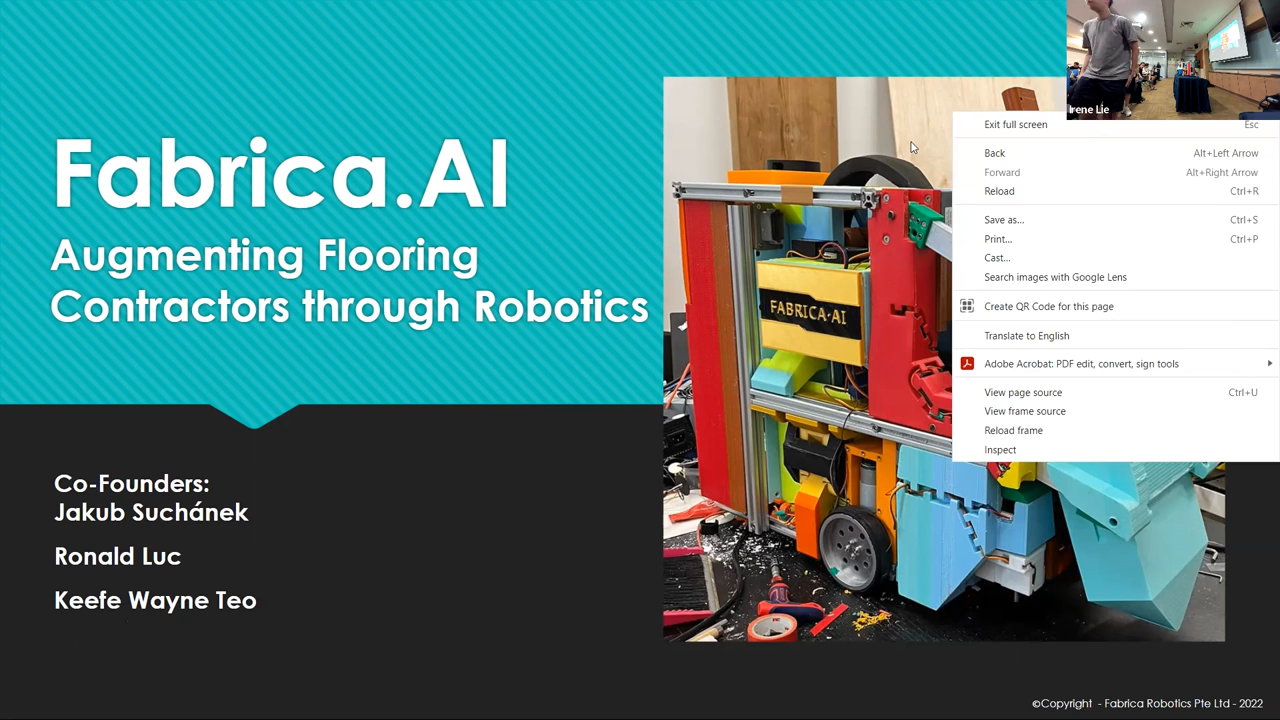 Fabrica.AI
Augmenting Flooring
Contractors through Robotics
Co-Founders:
Jakub Suchánek
Ronald Luc
Keefe Wayne Teo
FABRICA·AI
Irene Lie
Exit full screen Esc
Back Alt+Left Arrow
Forward Alt+Right Arrow
Reload Ctrl+R
Save as... Ctrl+S
Print... Ctrl+P
Cast...
Search images with Google Lens
Create QR Code for this page
Translate to English
Adobe Acrobat: PDF edit, convert, sign tools
View page source Ctrl+U
View frame source
Reload frame
Inspect
©Copyright - Fabrica Robotics Pte Ltd - 2022